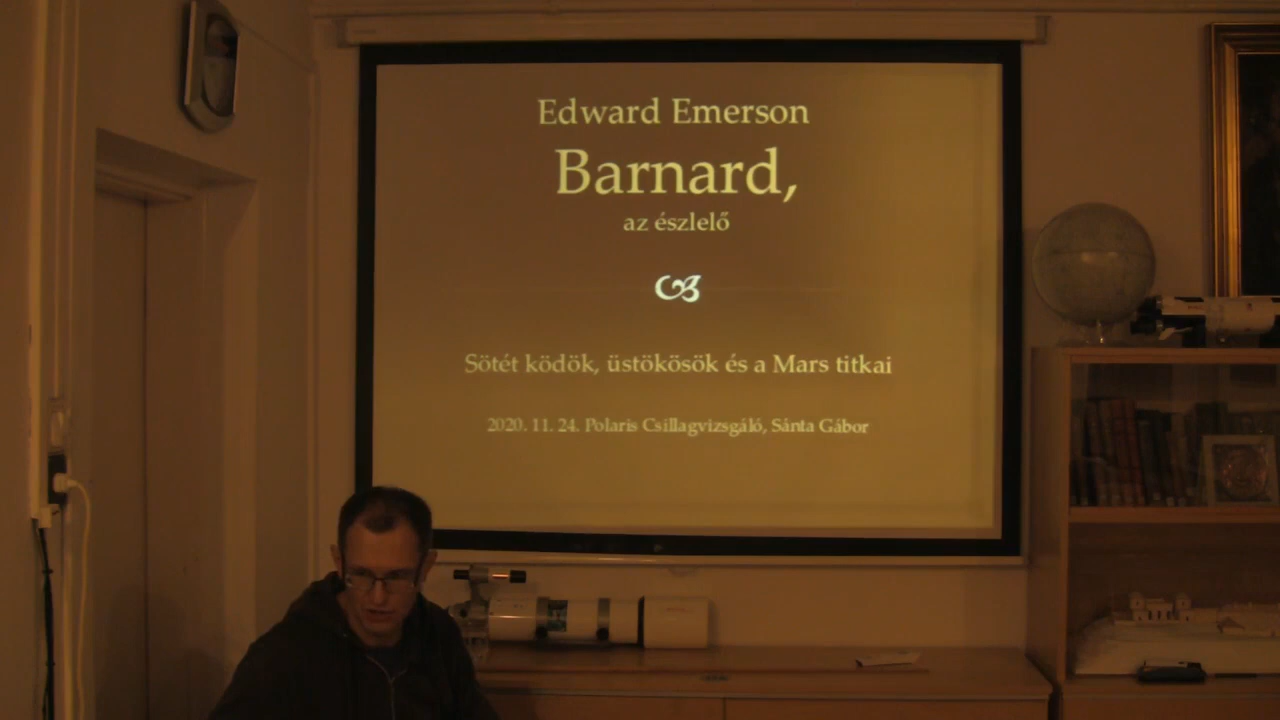 Edward Emerson
Barnard,
az észlelő
Sötét ködök, üstökösök és a Mars titkai
2020. 11. 24. Polaris Csillagvizsgáló, Sánta Gábor